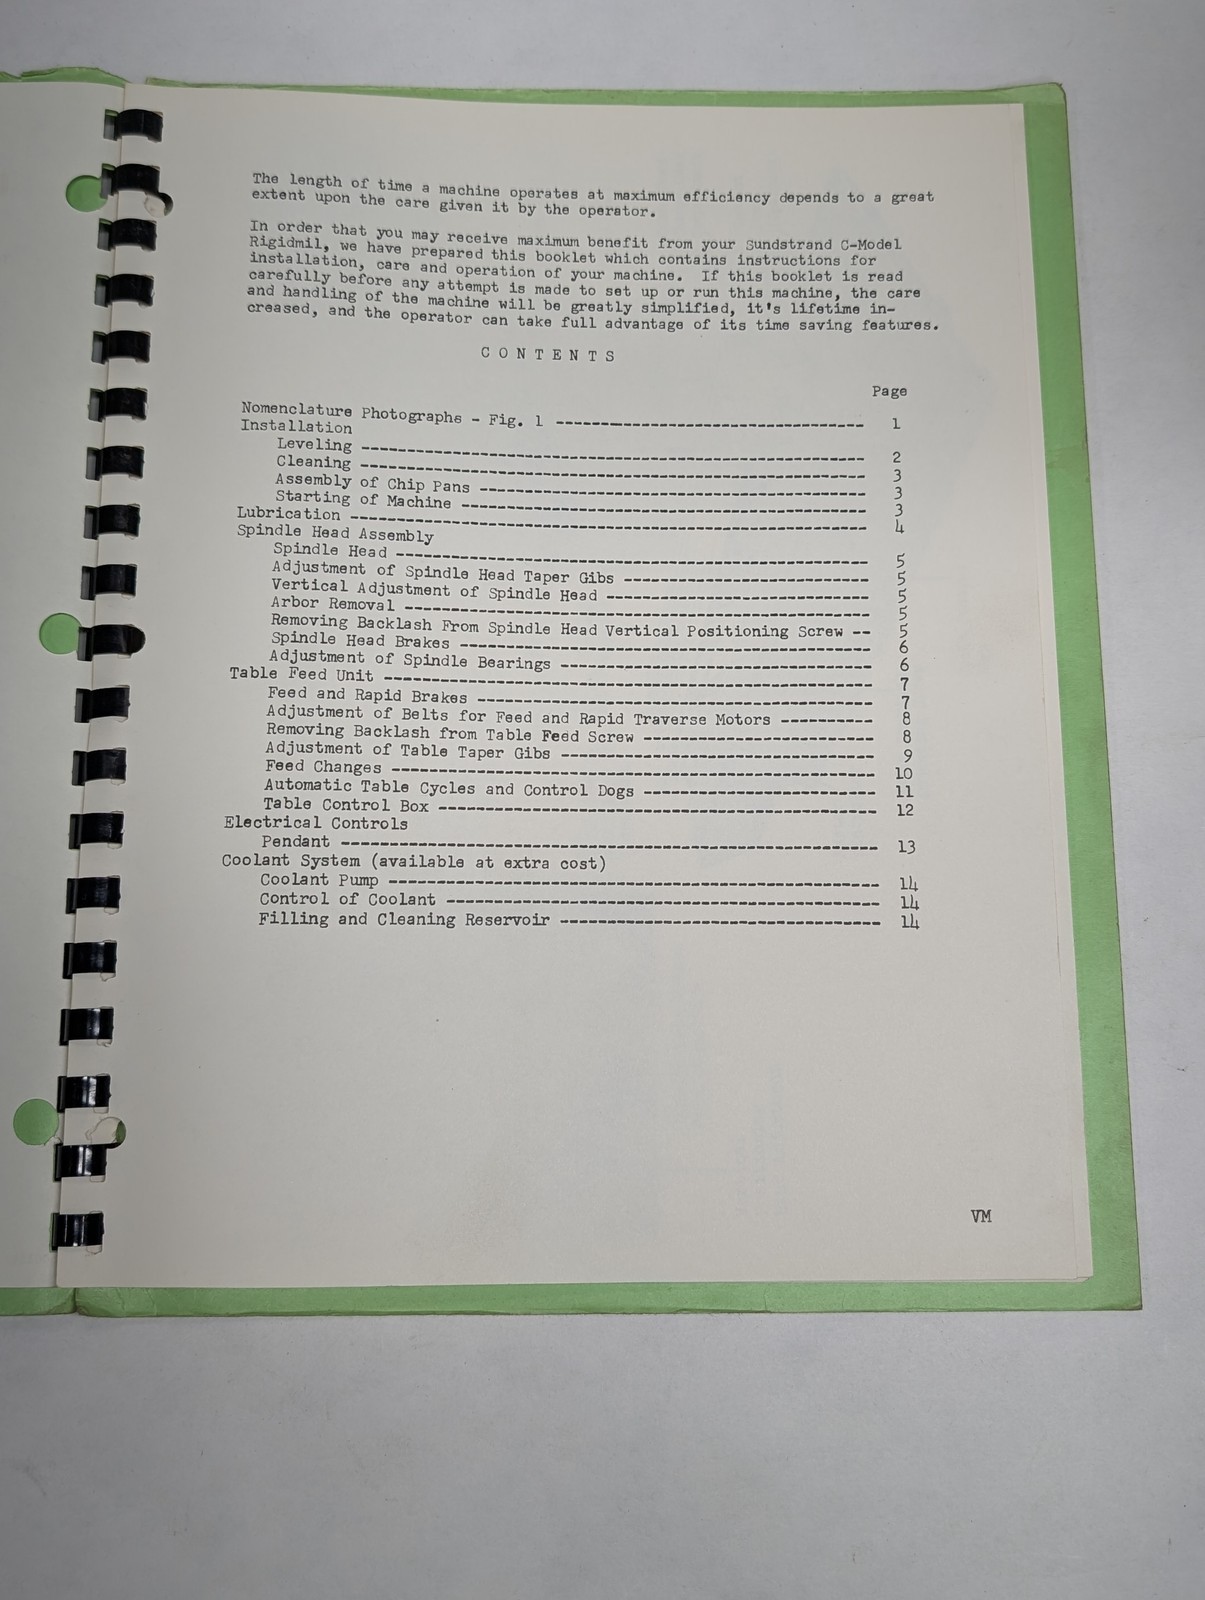 The length of time a machine operates at maximum efficiency depends to a great
extent upon the care given it by the operator.
In order that you may receive maximum benefit from your Sundstrand C-Model
Rigidmil, we have prepared this booklet which contains instructions for
installation, care and operation of your machine. If this booklet is read
carefully before any attempt is made to set up or run this machine, the care
and handling of the machine will be greatly simplified, it's lifetime in-
creased, and the operator can take full advantage of its time saving features.
C O N T E N T S
Page
Nomenclature Photographs - Fig. 1 ---------------------------------- 1
Installation
Leveling ------------------------------------------------------- 2
Cleaning ------------------------------------------------------- 3
Assembly of Chip Pans ------------------------------------------ 3
Starting of Machine -------------------------------------------- 3
Lubrication -------------------------------------------------------- 4
Spindle Head Assembly
Spindle Head --------------------------------------------------- 5
Adjustment of Spindle Head Taper Gibs -------------------------- 5
Vertical Adjustment of Spindle Head ---------------------------- 5
Arbor Removal -------------------------------------------------- 5
Removing Backlash From Spindle Head Vertical Positioning Screw -- 5
Spindle Head Brakes -------------------------------------------- 6
Adjustment of Spindle Bearings --------------------------------- 6
Table Feed Unit ---------------------------------------------------- 7
Feed and Rapid Brakes ------------------------------------------ 7
Adjustment of Belts for Feed and Rapid Traverse Motors ---------- 8
Removing Backlash from Table Feed Screw ------------------------- 8
Adjustment of Table Taper Gibs --------------------------------- 9
Feed Changes --------------------------------------------------- 10
Automatic Table Cycles and Control Dogs ------------------------- 11
Table Control Box ---------------------------------------------- 12
Electrical Controls
Pendant -------------------------------------------------------- 13
Coolant System (available at extra cost)
Coolant Pump --------------------------------------------------- 14
Control of Coolant --------------------------------------------- 14
Filling and Cleaning Reservoir --------------------------------- 14
VM